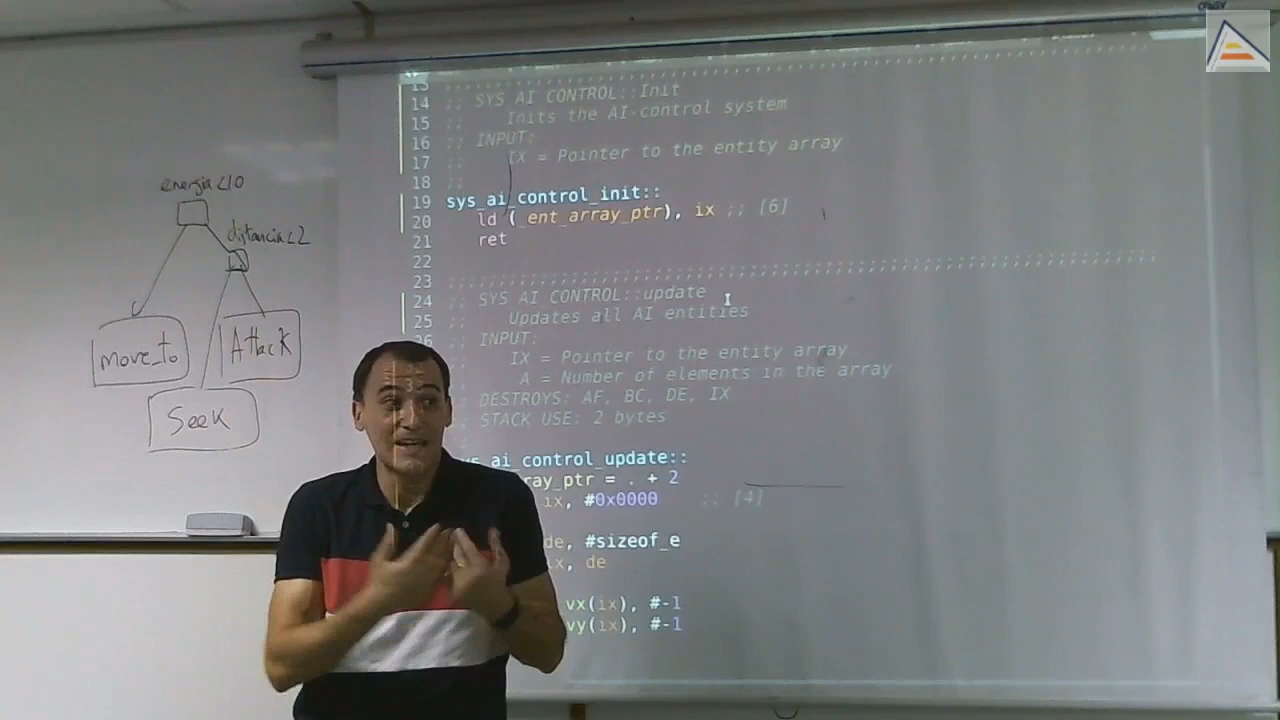 energia<10
distancia<2
move_to
Attack
Seek
13
14 ;; SYS AI CONTROL::Init
15 ;; Inits the AI-control system
16 ;; INPUT:
17 ;; IX = Pointer to the entity array
18 ;;
19 sys_ai_control_init::
20 ld (_ent_array_ptr), ix ;; [6]
21 ret
22
23 ;;;;;;;;;;;;;;;;;;;;;;;;;;;;;;;;;;;;;;;;;;;;;;;;;;;;;;;;;;;;;;;;;;;;;;
24 ;; SYS AI CONTROL::update
25 ;; Updates all AI entities
26 ;; INPUT:
IX = Pointer to the entity array
A = Number of elements in the array
DESTROYS: AF, BC, DE, IX
STACK USE: 2 bytes
ai_control_update::
ray_ptr = . + 2
ix, #0x0000 ;; [4]
de, #sizeof_e
ix, de
vx(ix), #-1
vy(ix), #-1